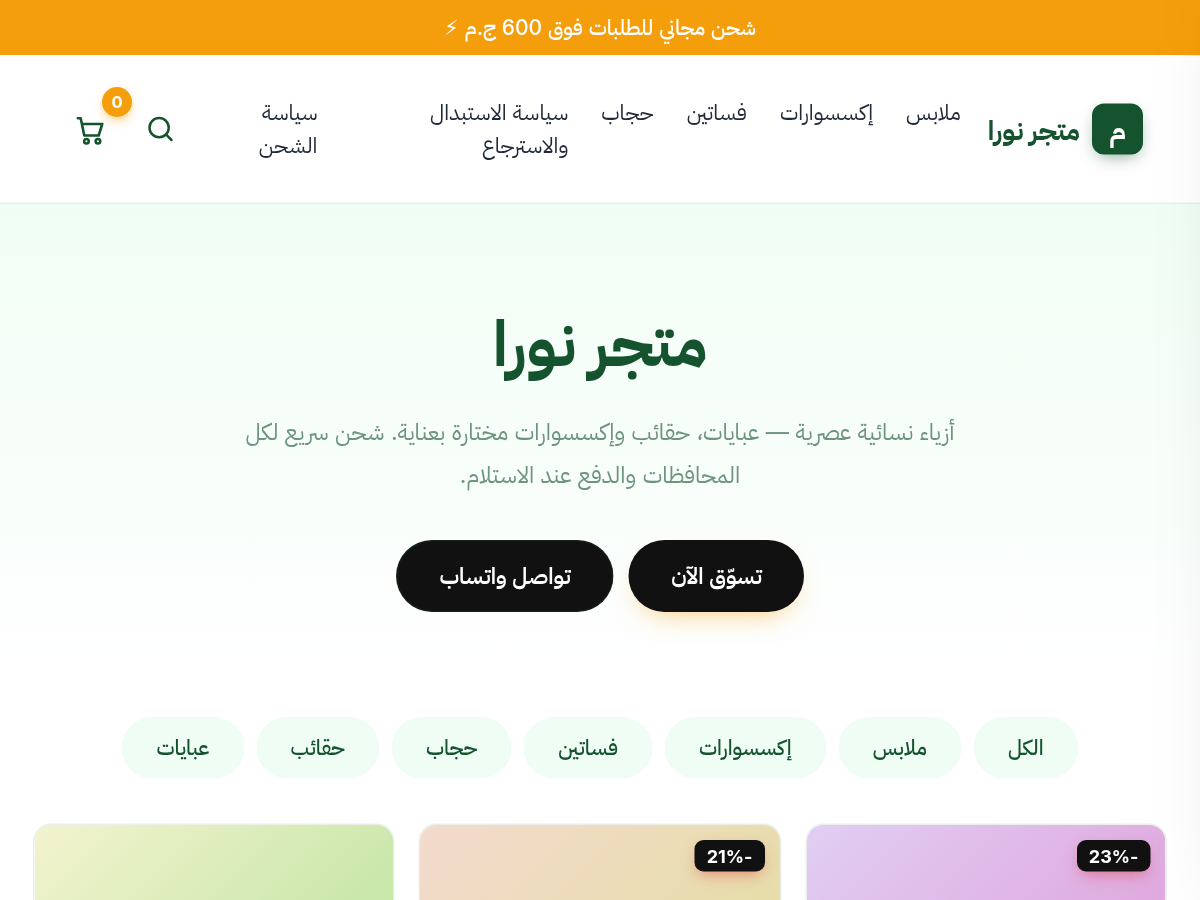 شحن مجاني للطلبات فوق 600 ج.م ⚡
م
متجر نورا
ملابس
إكسسوارات
فساتين
حجاب
سياسة الاستبدال
والاسترجاع
سياسة
الشحن
0
متجر نورا
أزياء نسائية عصرية — عبايات، حقائب وإكسسوارات مختارة بعناية. شحن سريع لكل
المحافظات والدفع عند الاستلام.
تسوّق الآن
تواصل واتساب
الكل
ملابس
إكسسوارات
فساتين
حجاب
حقائب
عبايات
-23%
-21%